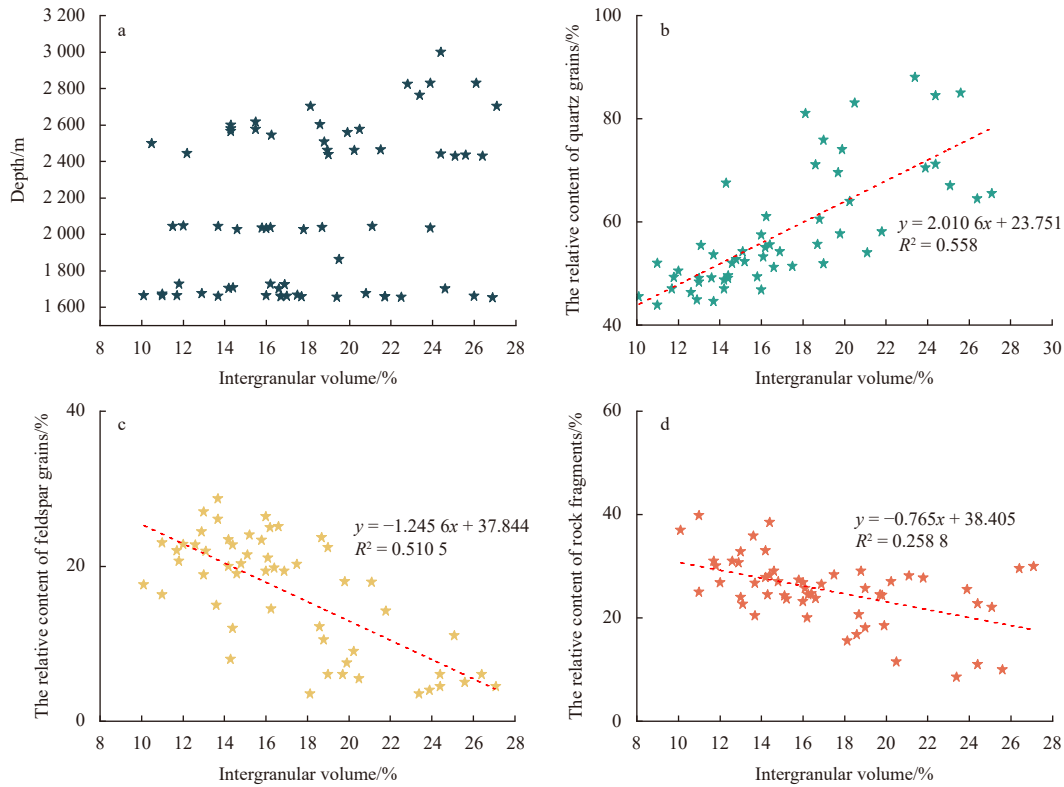 a
Depth/m
3 200
3 000
2 800
2 600
2 400
2 200
2 000
1 800
1 600
8 10 12 14 16 18 20 22 24 26 28
Intergranular volume/%
b
The relative content of quartz grains/%
100
80
60
40
y = 2.010 6x + 23.751
R² = 0.558
8 10 12 14 16 18 20 22 24 26 28 30
Intergranular volume/%
c
The relative content of feldspar grains/%
40
20
0
y = −1.245 6x + 37.844
R² = 0.510 5
8 10 12 14 16 18 20 22 24 26 28
Intergranular volume/%
d
The relative content of rock fragments/%
60
40
20
0
y = −0.765x + 38.405
R² = 0.258 8
8 10 12 14 16 18 20 22 24 26 28
Intergranular volume/%